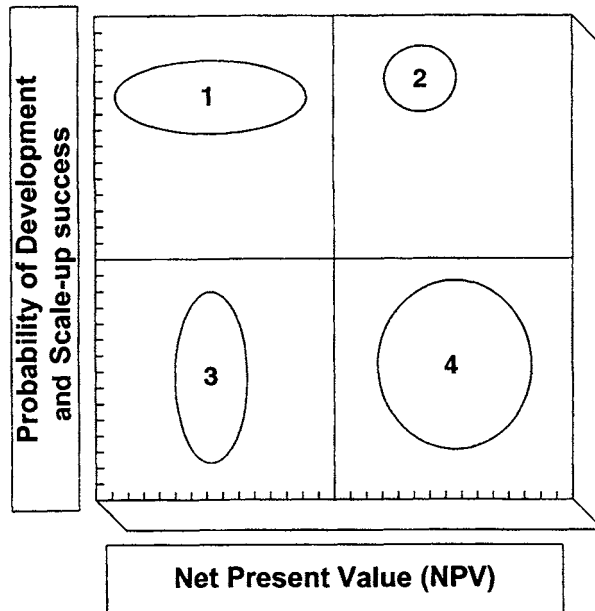 Probability of Development
and Scale-up success
1
2
3
4
Net Present Value (NPV)